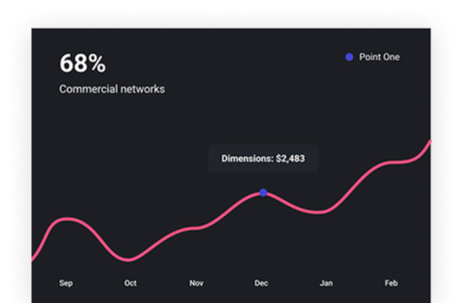 68%
Point One
Commercial networks
Dimensions: $2,483
Sep Oct Nov Dec Jan Feb